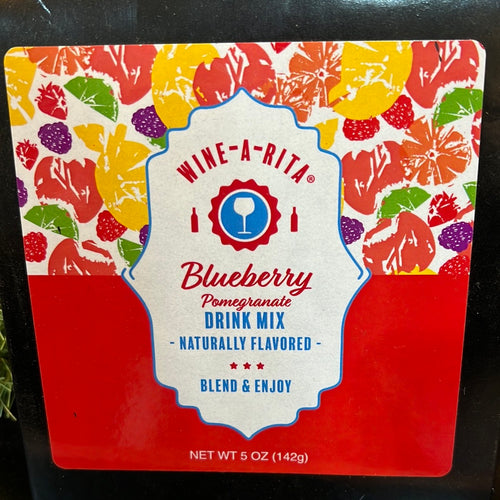 WINE-A-RITA®
Blueberry
Pomegranate
DRINK MIX
- NATURALLY FLAVORED -
BLEND & ENJOY
NET WT 5 OZ (142g)